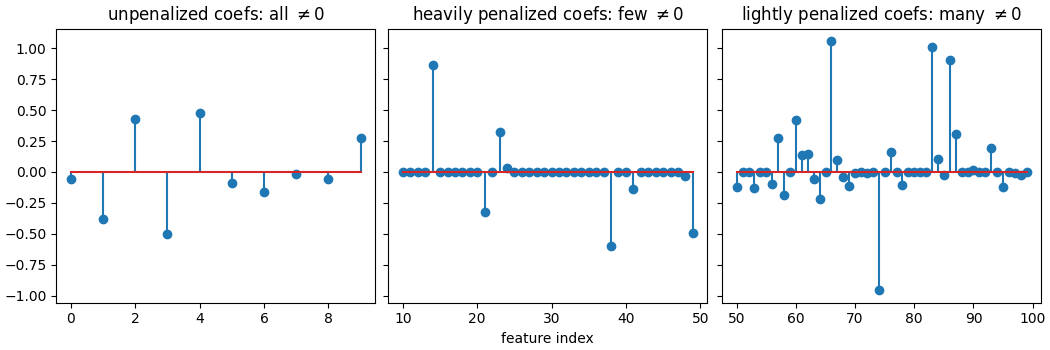 unpenalized coefs: all ≠0
heavily penalized coefs: few ≠0
lightly penalized coefs: many ≠0
1.00
0.75
0.50
0.25
0.00
−0.25
−0.50
−0.75
−1.00
0 2 4 6 8
10 20 30 40 50
50 60 70 80 90 100
feature index